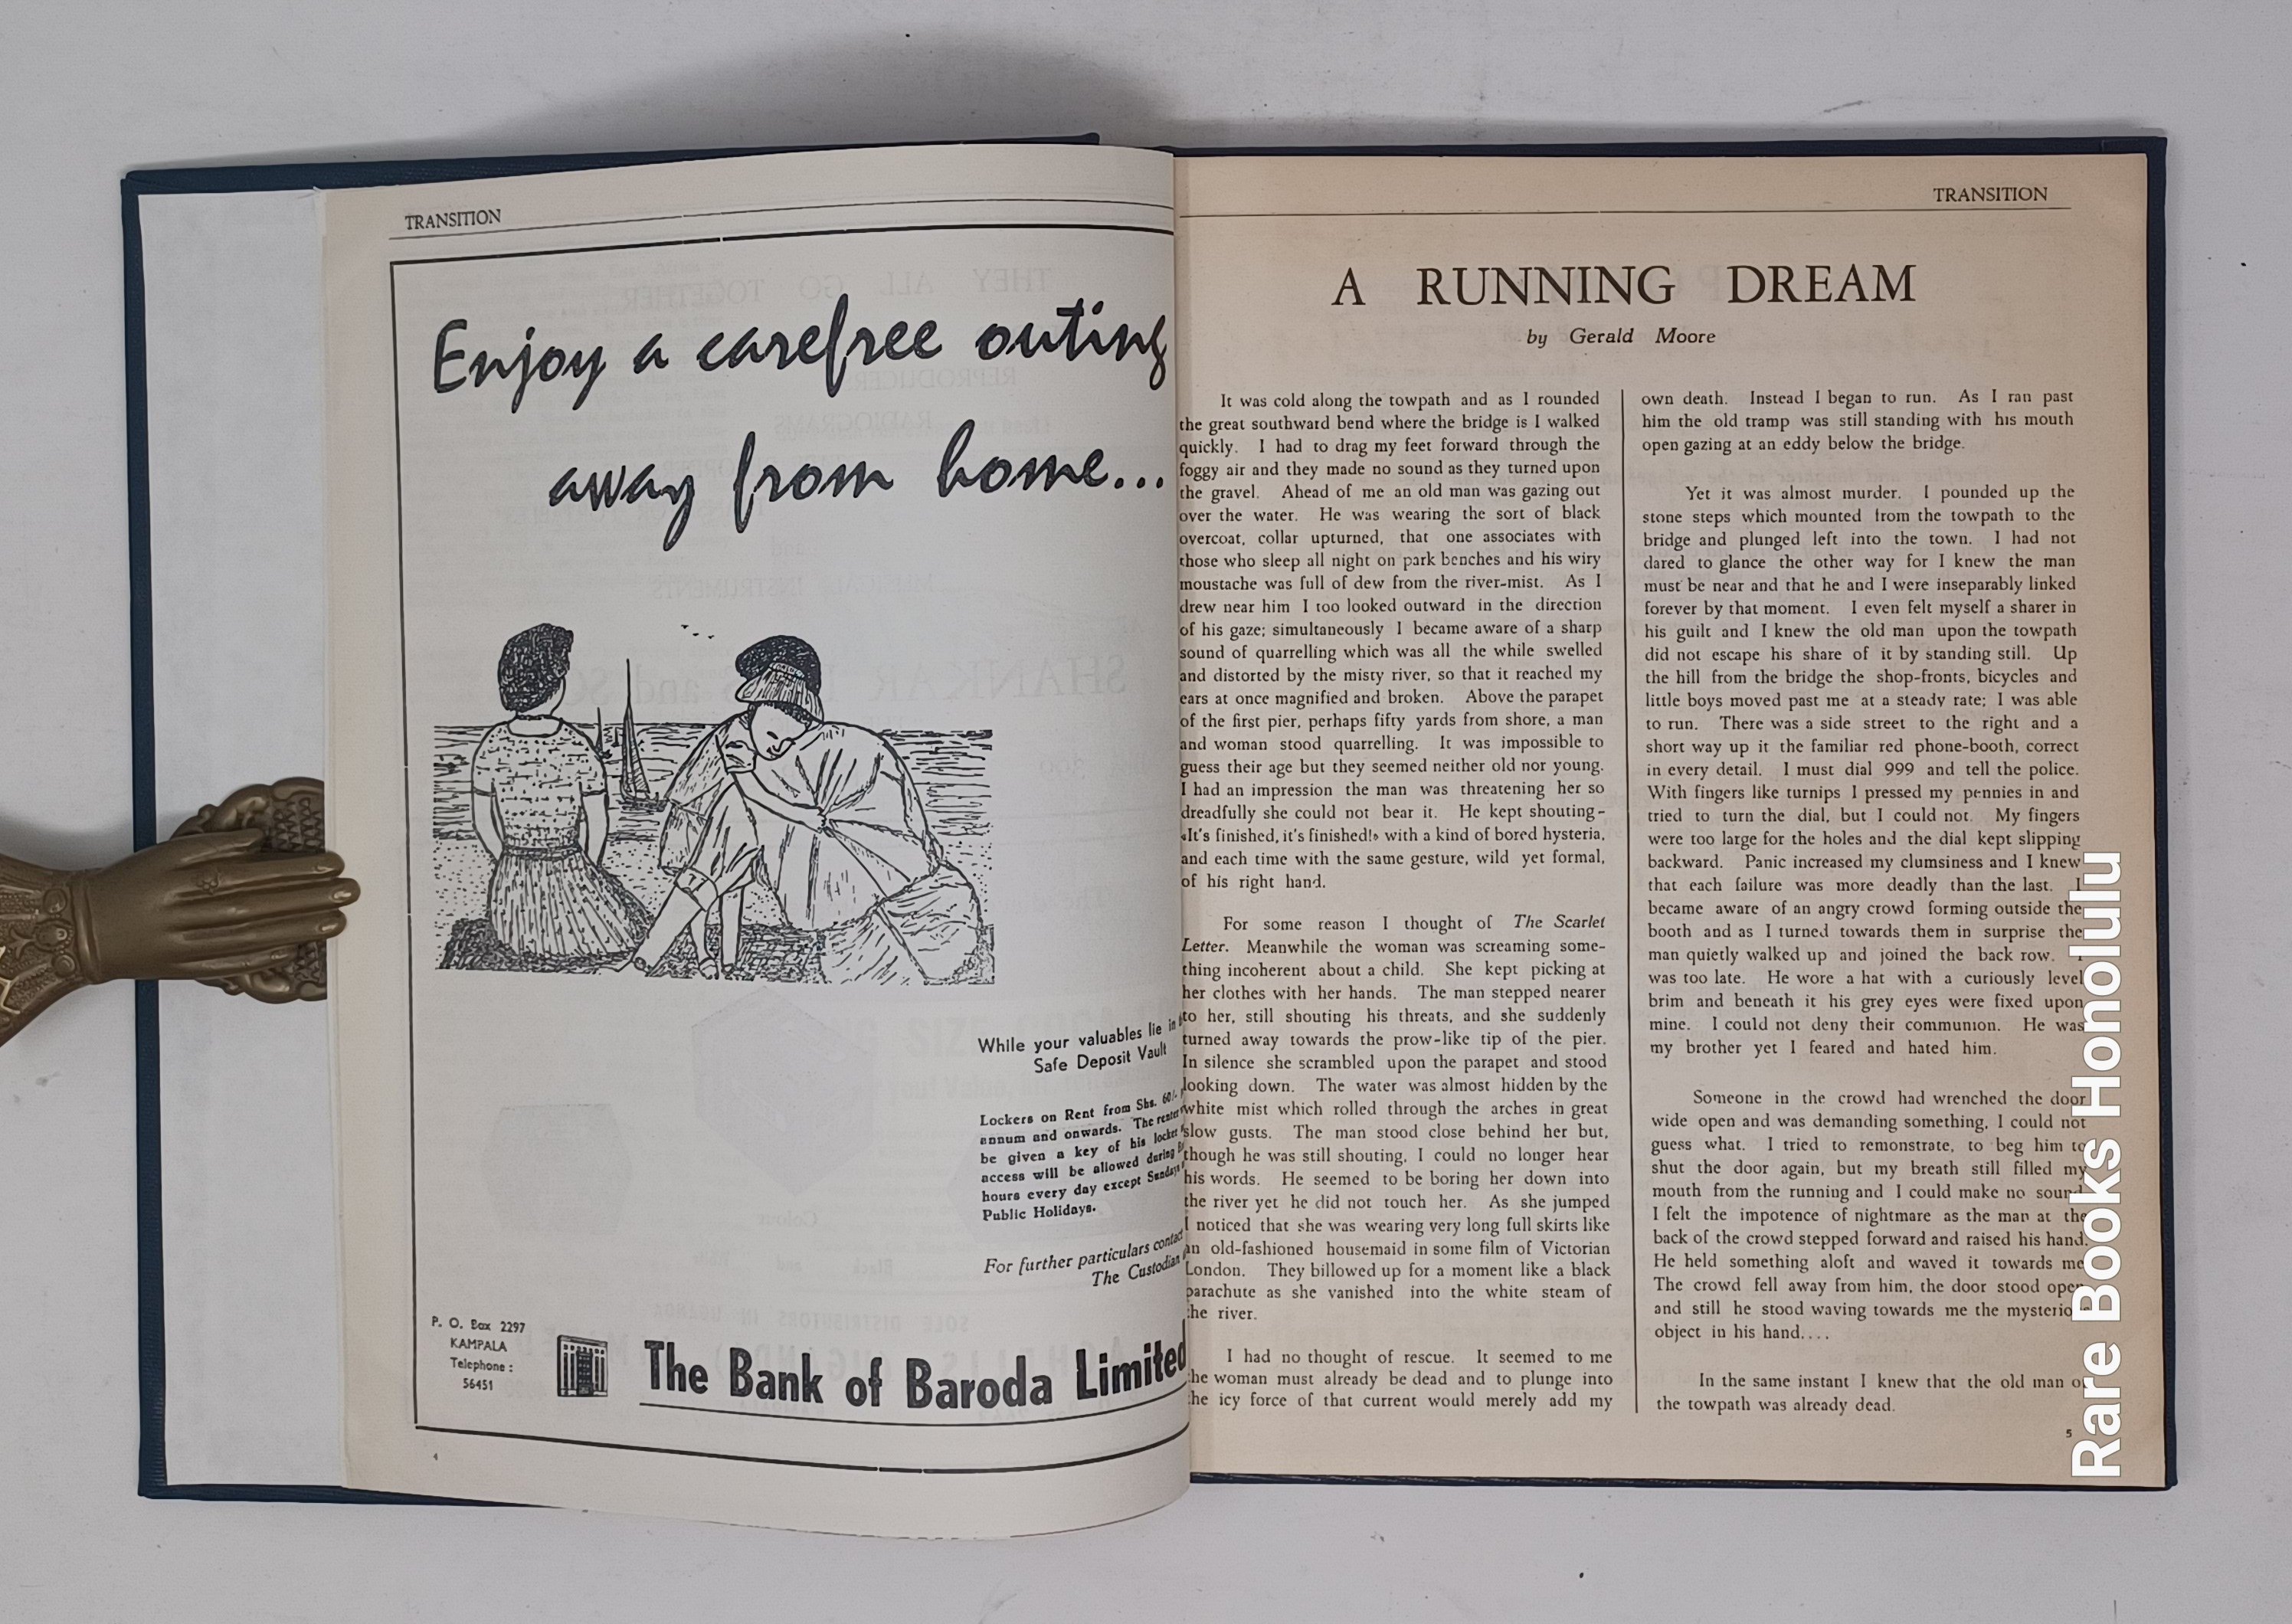 TRANSITION
Enjoy a carefree outing
away from home...
While your valuables lie in
Safe Deposit Vault
Lockers on Rent from Shs. 60/-
annum and onwards. The renter
be given a key of his locker
access will be allowed during
hours every day except Sundays
Public Holidays.
For further particulars contact
The Custodian
P. O. Box 2297
KAMPALA
Telephone :
56451
The Bank of Baroda Limited
4
TRANSITION
A RUNNING DREAM
by Gerald Moore
It was cold along the towpath and as I rounded
the great southward bend where the bridge is I walked
quickly. I had to drag my feet forward through the
foggy air and they made no sound as they turned upon
the gravel. Ahead of me an old man was gazing out
over the water. He was wearing the sort of black
overcoat, collar upturned, that one associates with
those who sleep all night on park benches and his wiry
moustache was full of dew from the river-mist. As I
drew near him I too looked outward in the direction
of his gaze; simultaneously I became aware of a sharp
sound of quarrelling which was all the while swelled
and distorted by the misty river, so that it reached my
ears at once magnified and broken. Above the parapet
of the first pier, perhaps fifty yards from shore, a man
and woman stood quarrelling. It was impossible to
guess their age but they seemed neither old nor young.
I had an impression the man was threatening her so
dreadfully she could not bear it. He kept shouting-
«It's finished, it's finished!» with a kind of bored hysteria,
and each time with the same gesture, wild yet formal,
of his right hand.
For some reason I thought of The Scarlet
Letter. Meanwhile the woman was screaming some-
thing incoherent about a child. She kept picking at
her clothes with her hands. The man stepped nearer
to her, still shouting his threats, and she suddenly
turned away towards the prow-like tip of the pier.
In silence she scrambled upon the parapet and stood
looking down. The water was almost hidden by the
white mist which rolled through the arches in great
slow gusts. The man stood close behind her but,
though he was still shouting, I could no longer hear
his words. He seemed to be boring her down into
the river yet he did not touch her. As she jumped
I noticed that she was wearing very long full skirts like
an old-fashioned housemaid in some film of Victorian
London. They billowed up for a moment like a black
parachute as she vanished into the white steam of
the river.
I had no thought of rescue. It seemed to me
the woman must already be dead and to plunge into
the icy force of that current would merely add my
own death. Instead I began to run. As I ran past
him the old tramp was still standing with his mouth
open gazing at an eddy below the bridge.
Yet it was almost murder. I pounded up the
stone steps which mounted from the towpath to the
bridge and plunged left into the town. I had not
dared to glance the other way for I knew the man
must be near and that he and I were inseparably linked
forever by that moment. I even felt myself a sharer in
his guilt and I knew the old man upon the towpath
did not escape his share of it by standing still. Up
the hill from the bridge the shop-fronts, bicycles and
little boys moved past me at a steady rate; I was able
to run. There was a side street to the right and a
short way up it the familiar red phone-booth, correct
in every detail. I must dial 999 and tell the police.
With fingers like turnips I pressed my pennies in and
tried to turn the dial, but I could not. My fingers
were too large for the holes and the dial kept slipping
backward. Panic increased my clumsiness and I knew
that each failure was more deadly than the last. I
became aware of an angry crowd forming outside the
booth and as I turned towards them in surprise the
man quietly walked up and joined the back row.
was too late. He wore a hat with a curiously level
brim and beneath it his grey eyes were fixed upon
mine. I could not deny their communion. He was
my brother yet I feared and hated him.
Someone in the crowd had wrenched the door
wide open and was demanding something, I could not
guess what. I tried to remonstrate, to beg him to
shut the door again, but my breath still filled my
mouth from the running and I could make no sound
I felt the impotence of nightmare as the man at the
back of the crowd stepped forward and raised his hand.
He held something aloft and waved it towards me
The crowd fell away from him, the door stood open
and still he stood waving towards me the mysterio
object in his hand....
In the same instant I knew that the old man o
the towpath was already dead.
5
Rare Books Honolulu